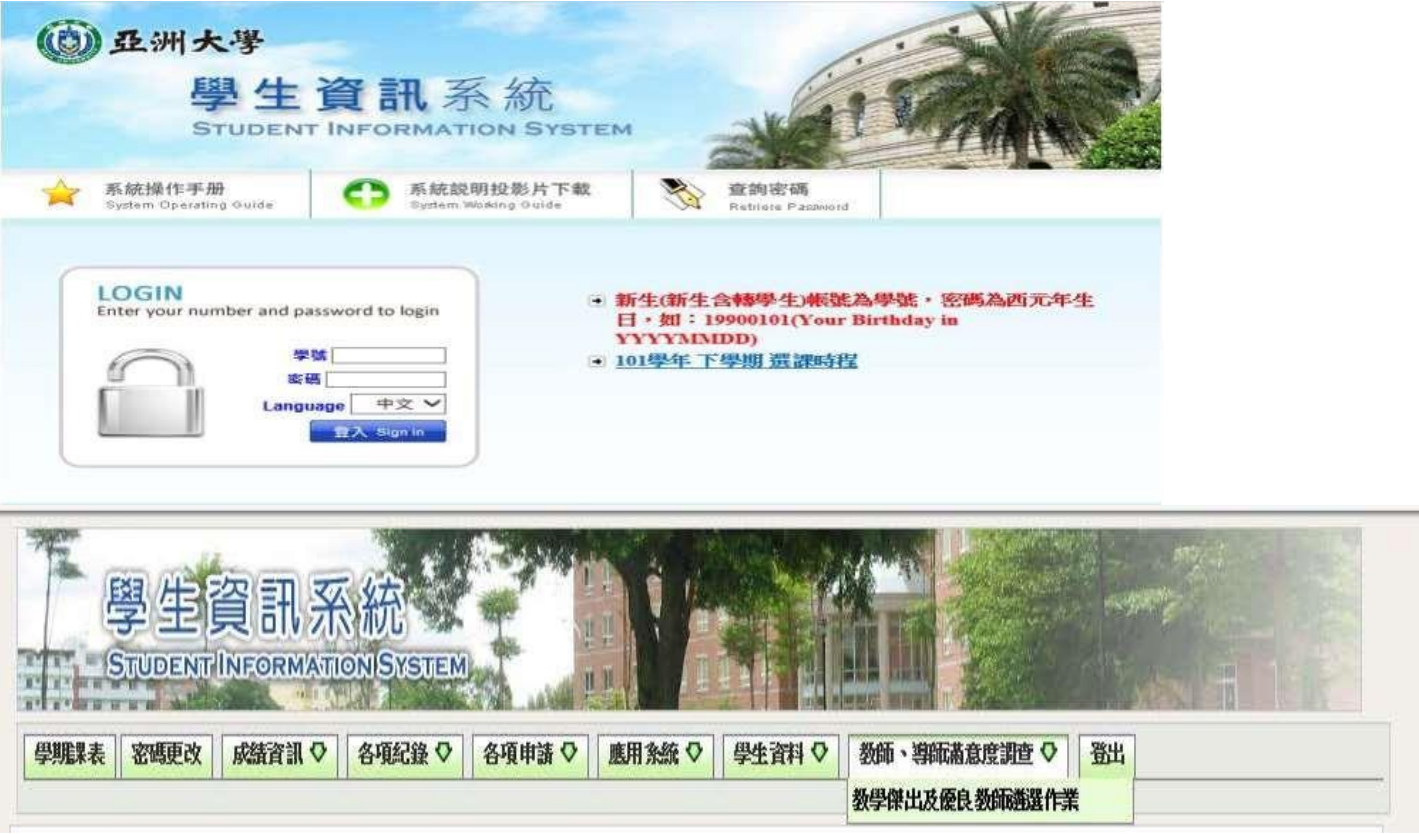 亞洲大學
學生資訊系統
STUDENT INFORMATION SYSTEM
系統操作手册
System Operating Guide
系統說明投影片下載
System Working Guide
查詢密碼
Retriere Password
LOGIN
Enter your number and password to login
學號
密碼
Language 中文
登入 Sign in
新生(新生含轉學生)帳號為學號，密碼為西元年生
日，如：19900101(Your Birthday in
YYYYMMDD)
101學年 下學期 選課時程
學生資訊系統
STUDENT INFORMATION SYSTEM
學期課表 密碼更改 成績資訊 各項紀錄 各項申請 應用系統 學生資料 教師、導師滿意度調查 登出
教學傑出及優良教師遴選作業